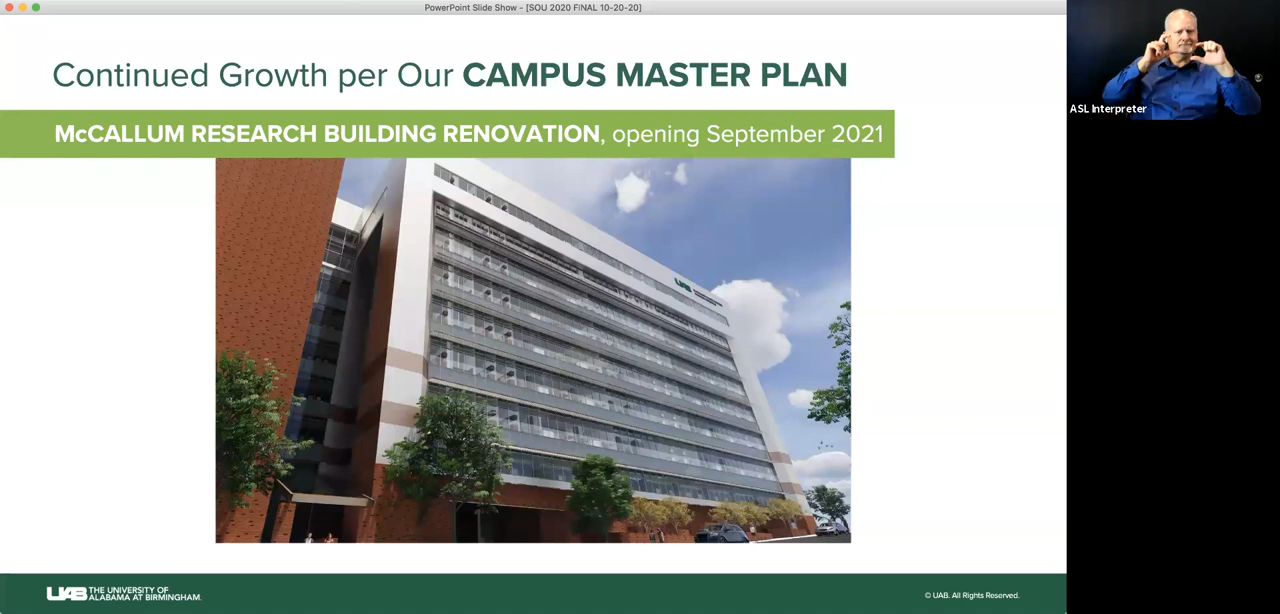 PowerPoint Slide Show - [SOU 2020 FINAL 10-20-20]
Continued Growth per Our CAMPUS MASTER PLAN
McCALLUM RESEARCH BUILDING RENOVATION, opening September 2021
UAB
ASL Interpreter
UAB THE UNIVERSITY OF
ALABAMA AT BIRMINGHAM.
© UAB. All Rights Reserved.